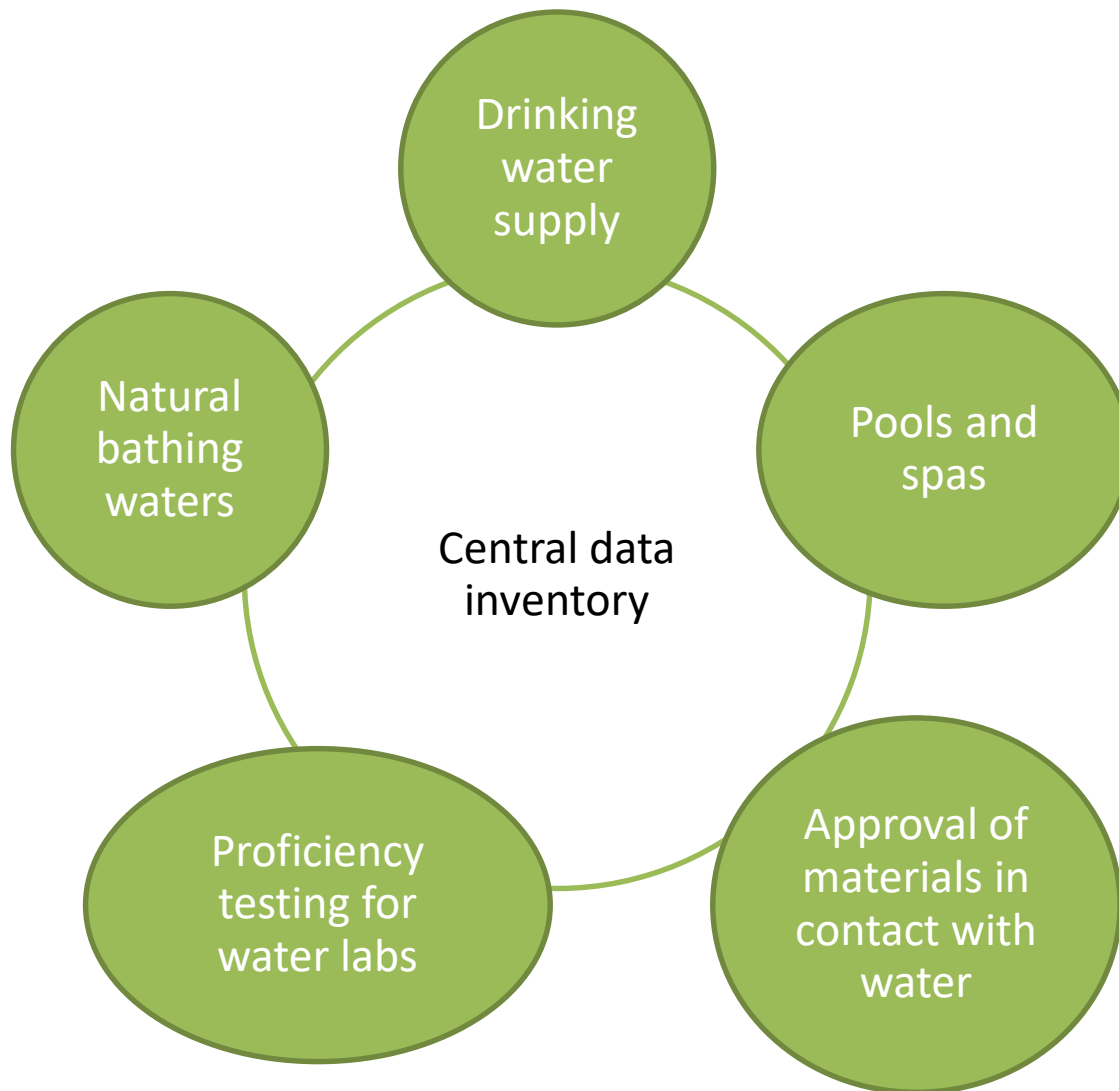 Drinking
water
supply
Natural
bathing
waters
Pools and
spas
Central data
inventory
Proficiency
testing for
water labs
Approval of
materials in
contact with
water